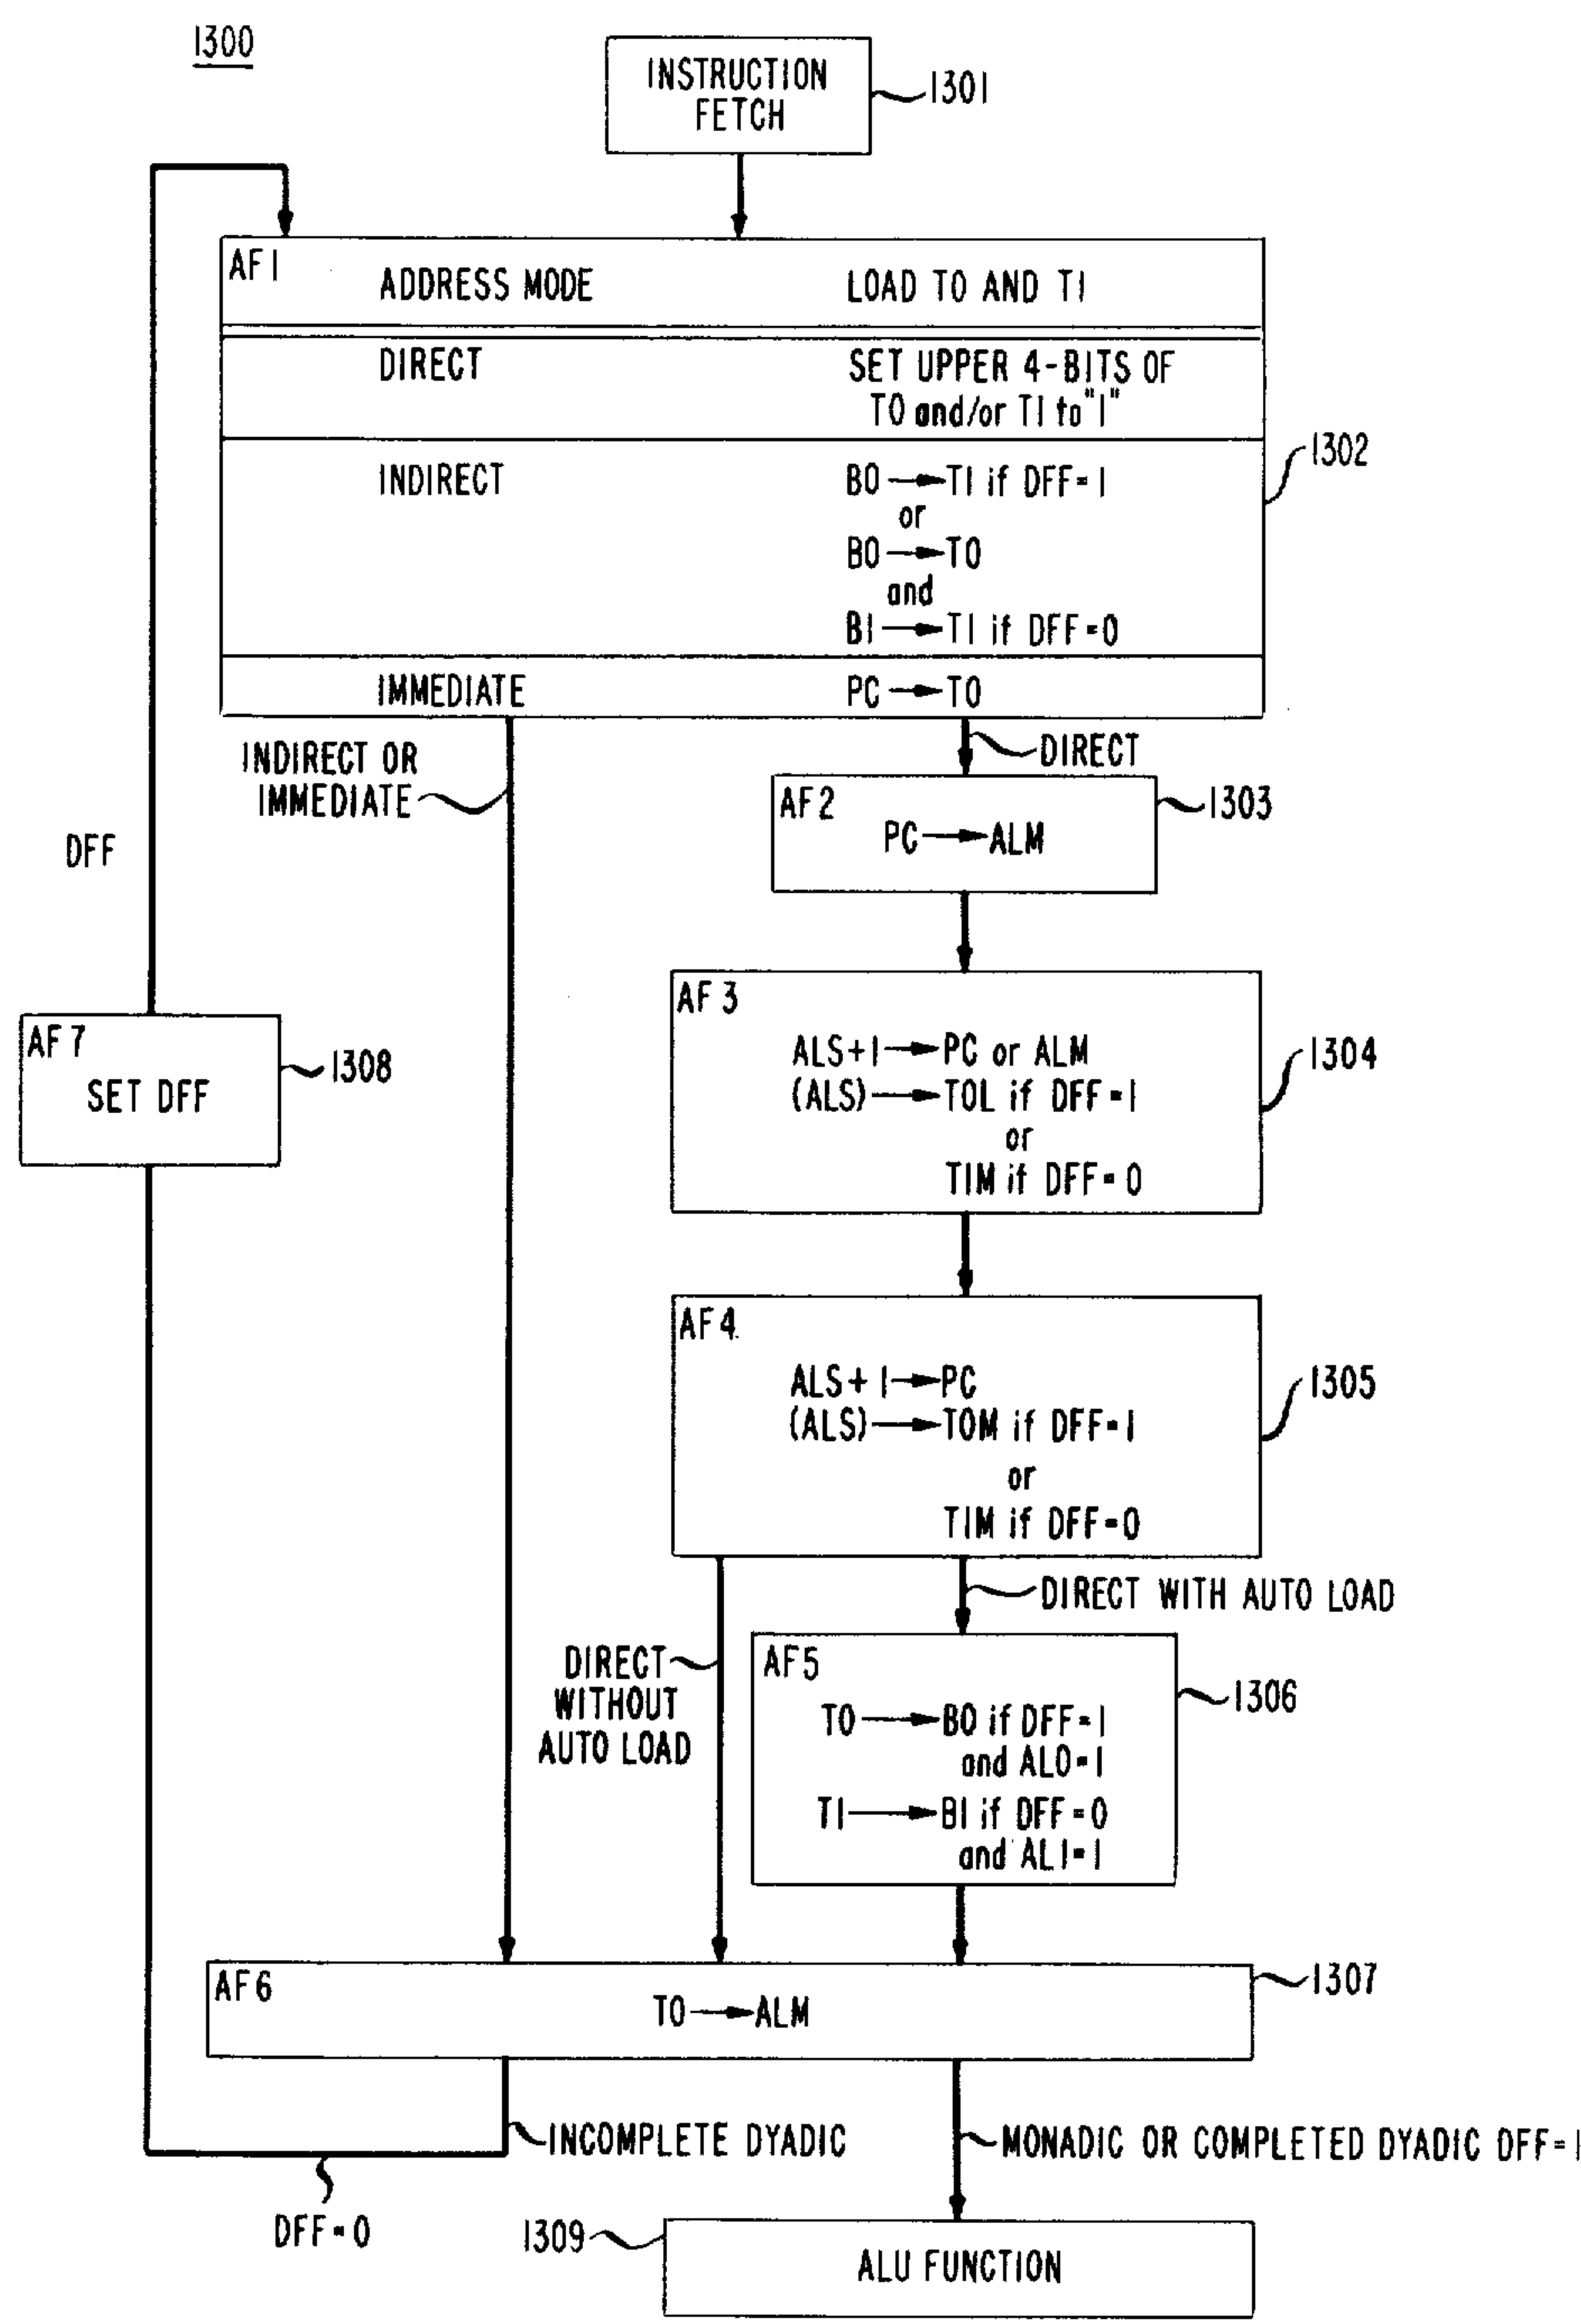 1300
INSTRUCTION
FETCH
1301
AF1
ADDRESS MODE LOAD T0 AND T1
DIRECT SET UPPER 4-BITS OF
T0 and/or T1 to "1"
1302
INDIRECT B0 → T1 if DFF=1
or
B0 → T0
and
B1 → T1 if DFF=0
IMMEDIATE PC → T0
INDIRECT OR
IMMEDIATE
DIRECT
AF2
PC → ALM
1303
DFF
AF3
ALS+1 → PC or ALM
(ALS) → TOL if DFF=1
or
TIM if DFF=0
1304
AF7
SET DFF
1308
AF4
ALS+1 → PC
(ALS) → TOM if DFF=1
or
TIM if DFF=0
1305
DIRECT WITH AUTO LOAD
DIRECT
WITHOUT
AUTO LOAD
AF5
T0 → B0 if DFF=1
and AL0=1
T1 → B1 if DFF=0
and AL1=1
1306
AF6
T0 → ALM
1307
INCOMPLETE DYADIC
MONADIC OR COMPLETED DYADIC DFF=1
DFF=0
1309
ALU FUNCTION